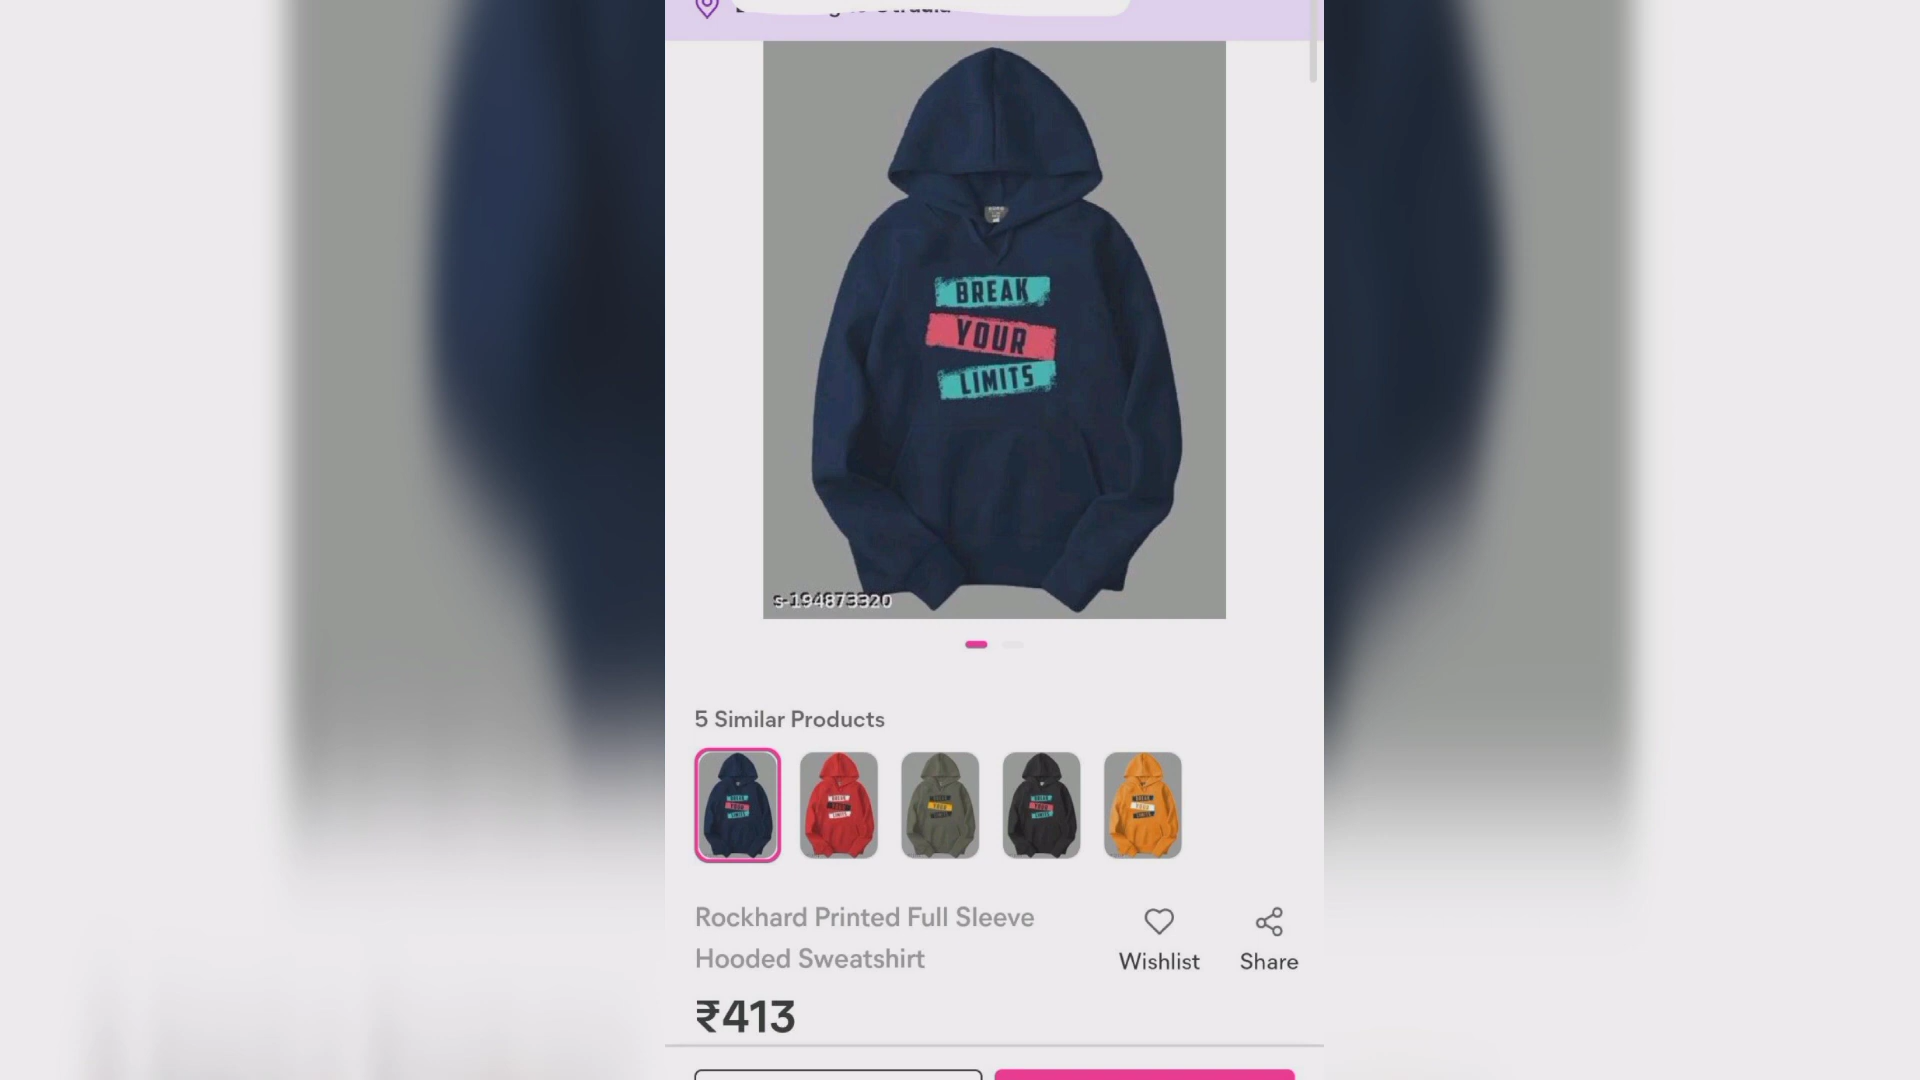 BREAK
YOUR
LIMITS
s-194873320
5 Similar Products
Rockhard Printed Full Sleeve
Hooded Sweatshirt
Wishlist
Share
₹413